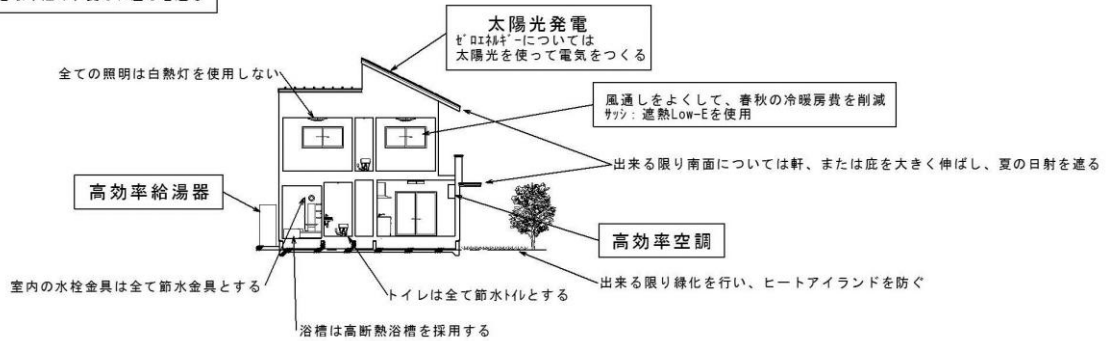 太陽光発電
ｾﾞﾛｴﾈﾙｷﾞｰについては
太陽光を使って電気をつくる
全ての照明は白熱灯を使用しない
風通しをよくして、春秋の冷暖房費を削減
ｻｯｼ：遮熱Low-Eを使用
出来る限り南面については軒、または庇を大きく伸ばし、夏の日射を遮る
高効率給湯器
高効率空調
室内の水栓金具は全て節水金具とする
トイレは全て節水ﾄｲﾚとする
出来る限り緑化を行い、ヒートアイランドを防ぐ
浴槽は高断熱浴槽を採用する